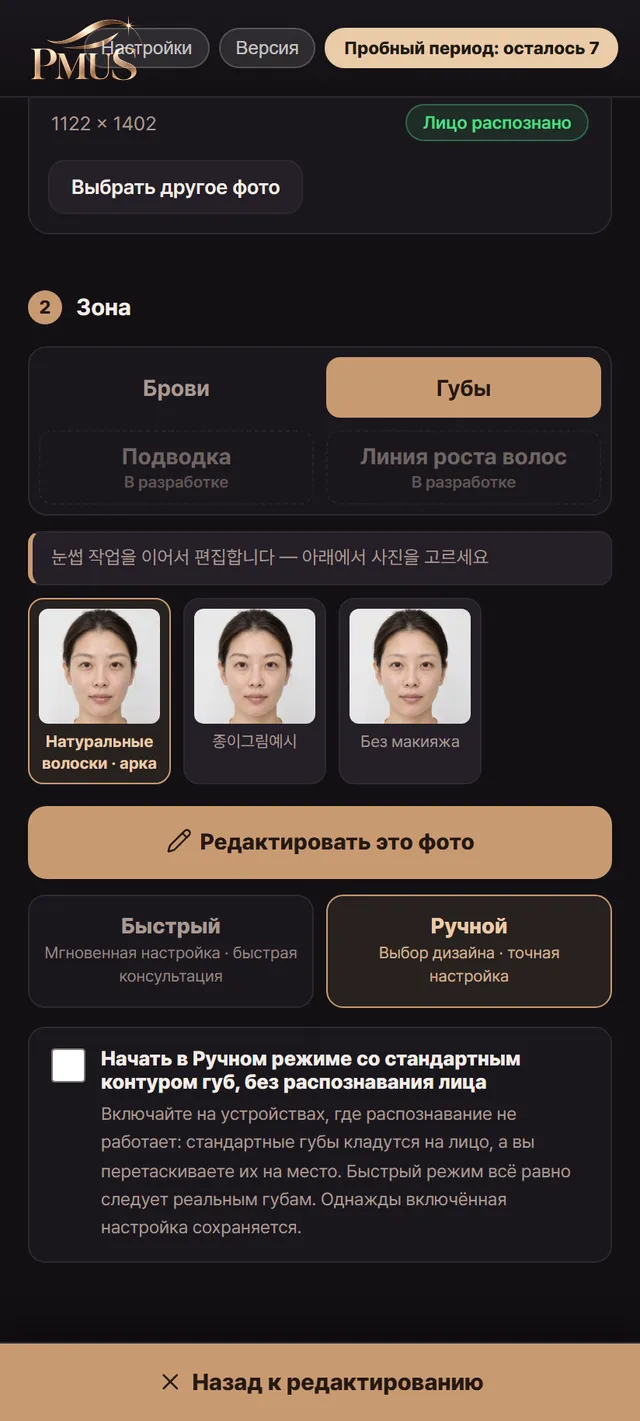 PMUS
Настройки
Версия
Пробный период: осталось 7
1122 × 1402
Лицо распознано
Выбрать другое фото
2 Зона
Брови
Губы
Подводка
В разработке
Линия роста волос
В разработке
눈썹 작업을 이어서 편집합니다 — 아래에서 사진을 고르세요
Натуральные
волоски · арка
종이그림예시
Без макияжа
Редактировать это фото
Быстрый
Мгновенная настройка · быстрая
консультация
Ручной
Выбор дизайна · точная
настройка
Начать в Ручном режиме со стандартным
контуром губ, без распознавания лица
Включайте на устройствах, где распознавание не
работает: стандартные губы кладутся на лицо, а вы
перетаскиваете их на место. Быстрый режим всё равно
следует реальным губам. Однажды включённая
настройка сохраняется.
Назад к редактированию